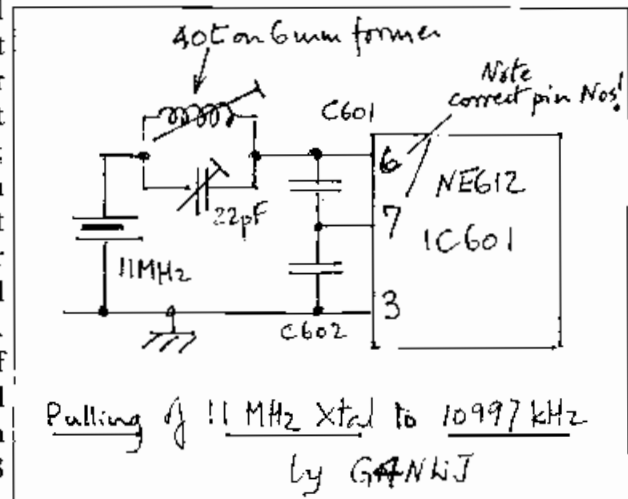 40t on 6mm former
Note
correct pin Nos!
C601
6
NE612
22pF
7
IC601
11MHz
3
C602
Pulling of 11 MHz Xtal to 10997 kHz
by G4NWJ